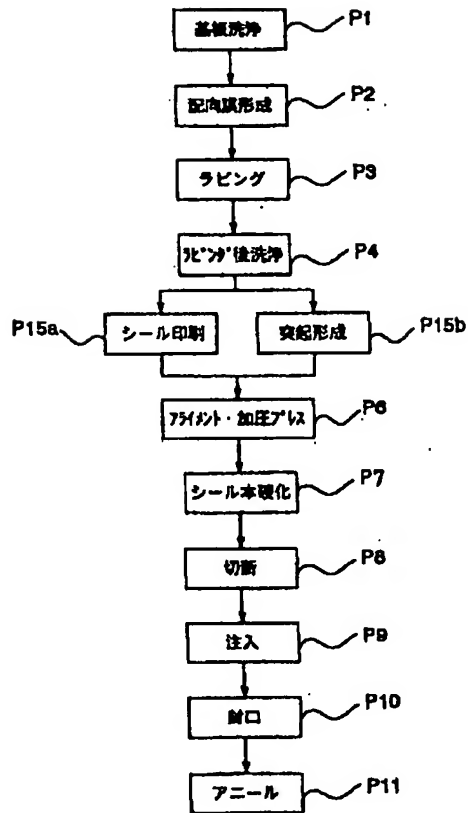 基板洗浄 P1
配向膜形成 P2
ラビング P3
ラビング後洗浄 P4
P15a シール印刷 突起形成 P15b
アライメント・加圧プレス P6
シール本硬化 P7
切断 P8
注入 P9
封口 P10
アニール P11